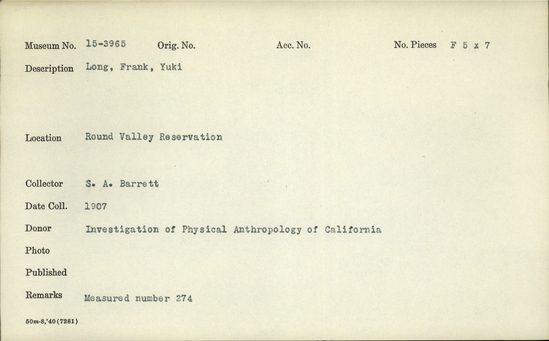 Museum No. 15-3965 Orig. No. Acc. No. No. Pieces F 5 x 7
Description Long, Frank, Yuki
Location Round Valley Reservation
Collector S. A. Barrett
Date Coll. 1907
Donor Investigation of Physical Anthropology of California
Photo
Published
Remarks Measured number 274
50m-8,'40(7281)